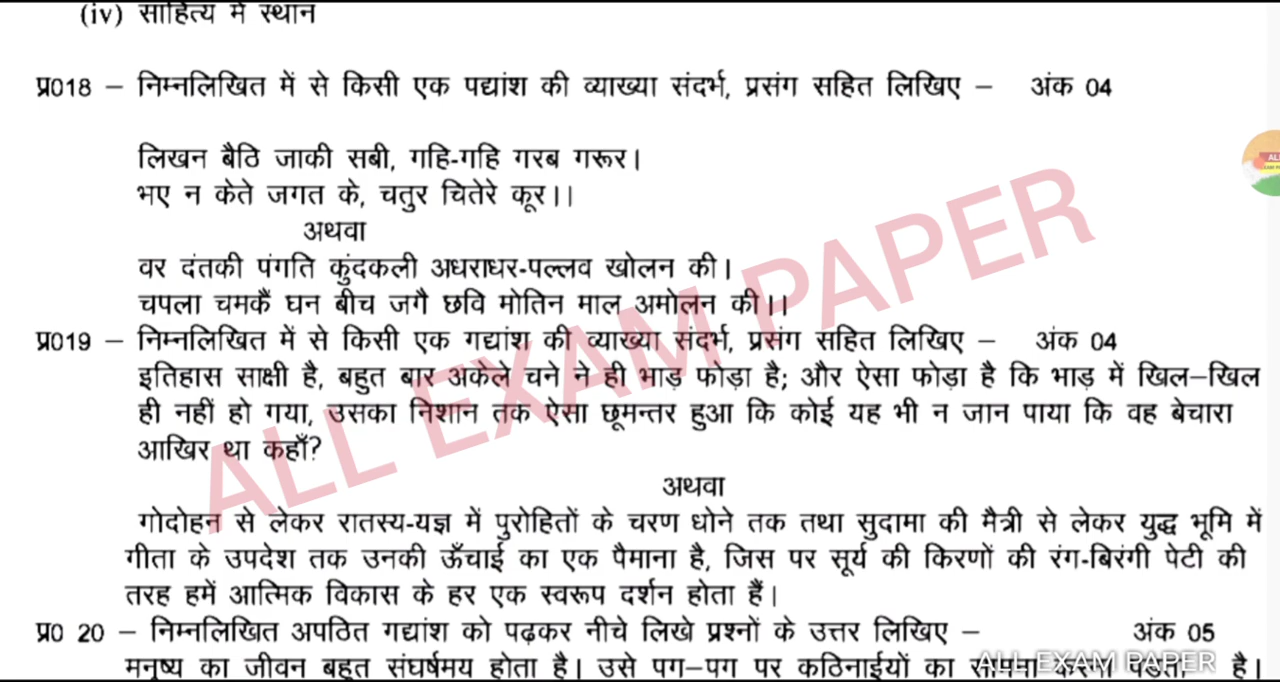 (iv) साहित्य में स्थान
प्र018 – निम्नलिखित में से किसी एक पद्यांश की व्याख्या संदर्भ, प्रसंग सहित लिखिए – अंक 04
लिखन बैठि जाकी सबी, गहि-गहि गरब गरूर।
भए न केते जगत के, चतुर चितेरे कूर।।
अथवा
वर दंतकी पंगति कुंदकली अधराधर-पल्लव खोलन की।
चपला चमकैं घन बीच जगै छवि मोतिन माल अमोलन की।।
प्र019 – निम्नलिखित में से किसी एक गद्यांश की व्याख्या संदर्भ, प्रसंग सहित लिखिए – अंक 04
इतिहास साक्षी है, बहुत बार अकेले चने ने ही भाड़ फोड़ा है; और ऐसा फोड़ा है कि भाड़ में खिल–खिल
ही नहीं हो गया, उसका निशान तक ऐसा छूमन्तर हुआ कि कोई यह भी न जान पाया कि वह बेचारा
आखिर था कहाँ?
अथवा
गोदोहन से लेकर रातस्य-यज्ञ में पुरोहितों के चरण धोने तक तथा सुदामा की मैत्री से लेकर युद्ध भूमि में
गीता के उपदेश तक उनकी ऊँचाई का एक पैमाना है, जिस पर सूर्य की किरणों की रंग-बिरंगी पेटी की
तरह हमें आत्मिक विकास के हर एक स्वरूप दर्शन होता हैं।
प्र0 20 – निम्नलिखित अपठित गद्यांश को पढ़कर नीचे लिखे प्रश्नों के उत्तर लिखिए – अंक 05
मनुष्य का जीवन बहुत संघर्षमय होता है। उसे पग–पग पर कठिनाईयों का सामना करना पड़ता है।
ALL EXAM PAPER
ALL EXAM PAPER